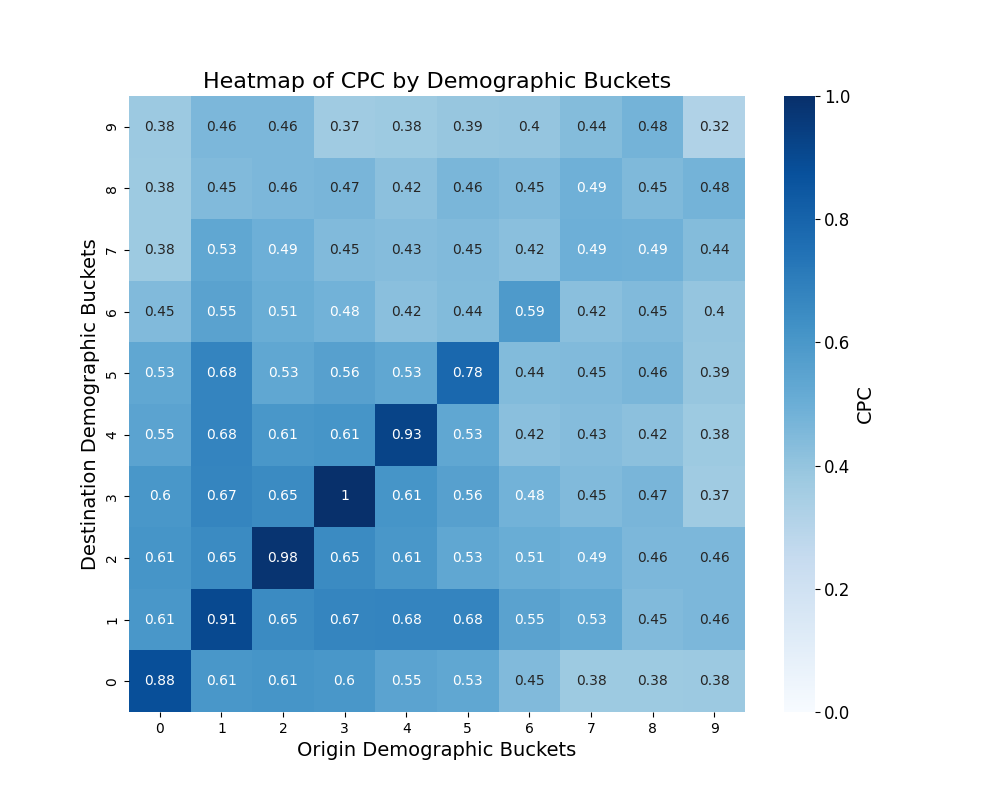 Heatmap of CPC by Demographic Buckets
9 0.38 0.46 0.46 0.37 0.38 0.39 0.4 0.44 0.48 0.32
8 0.38 0.45 0.46 0.47 0.42 0.46 0.45 0.49 0.45 0.48
7 0.38 0.53 0.49 0.45 0.43 0.45 0.42 0.49 0.49 0.44
6 0.45 0.55 0.51 0.48 0.42 0.44 0.59 0.42 0.45 0.4
5 0.53 0.68 0.53 0.56 0.53 0.78 0.44 0.45 0.46 0.39
4 0.55 0.68 0.61 0.61 0.93 0.53 0.42 0.43 0.42 0.38
3 0.6 0.67 0.65 1 0.61 0.56 0.48 0.45 0.47 0.37
2 0.61 0.65 0.98 0.65 0.61 0.53 0.51 0.49 0.46 0.46
1 0.61 0.91 0.65 0.67 0.68 0.68 0.55 0.53 0.45 0.46
0 0.88 0.61 0.61 0.6 0.55 0.53 0.45 0.38 0.38 0.38
0 1 2 3 4 5 6 7 8 9
Origin Demographic Buckets
Destination Demographic Buckets
1.0
0.8
0.6
0.4
0.2
0.0
CPC